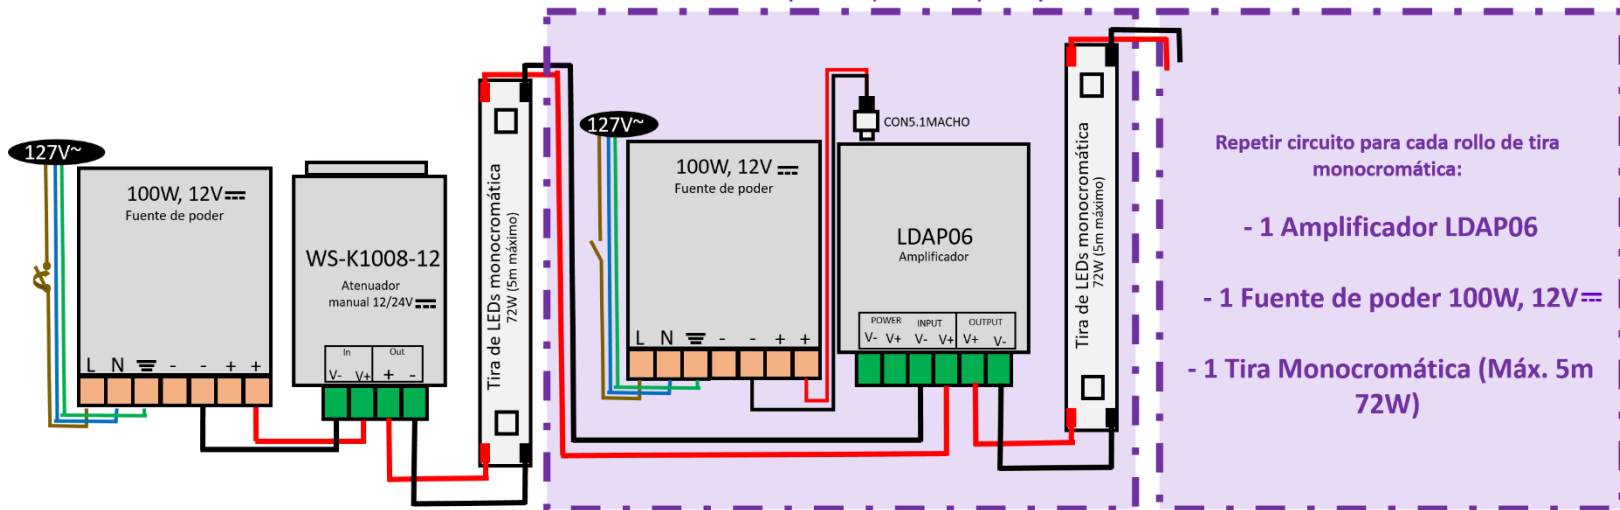 127V~
100W, 12V
Fuente de poder
L N - - + +
WS-K1008-12
Atenuador
manual 12/24V
In Out
V- V+ + -
Tira de LEDs monocromática
72W (5m máximo)
127V~
100W, 12V
Fuente de poder
L N - - + +
CON5.1MACHO
LDAP06
Amplificador
POWER INPUT OUTPUT
V- V+ V- V+ V+ V-
Tira de LEDs monocromática
72W (5m máximo)
Repetir circuito para cada rollo de tira
monocromática:
- 1 Amplificador LDAP06
- 1 Fuente de poder 100W, 12V
- 1 Tira Monocromática (Máx. 5m
72W)